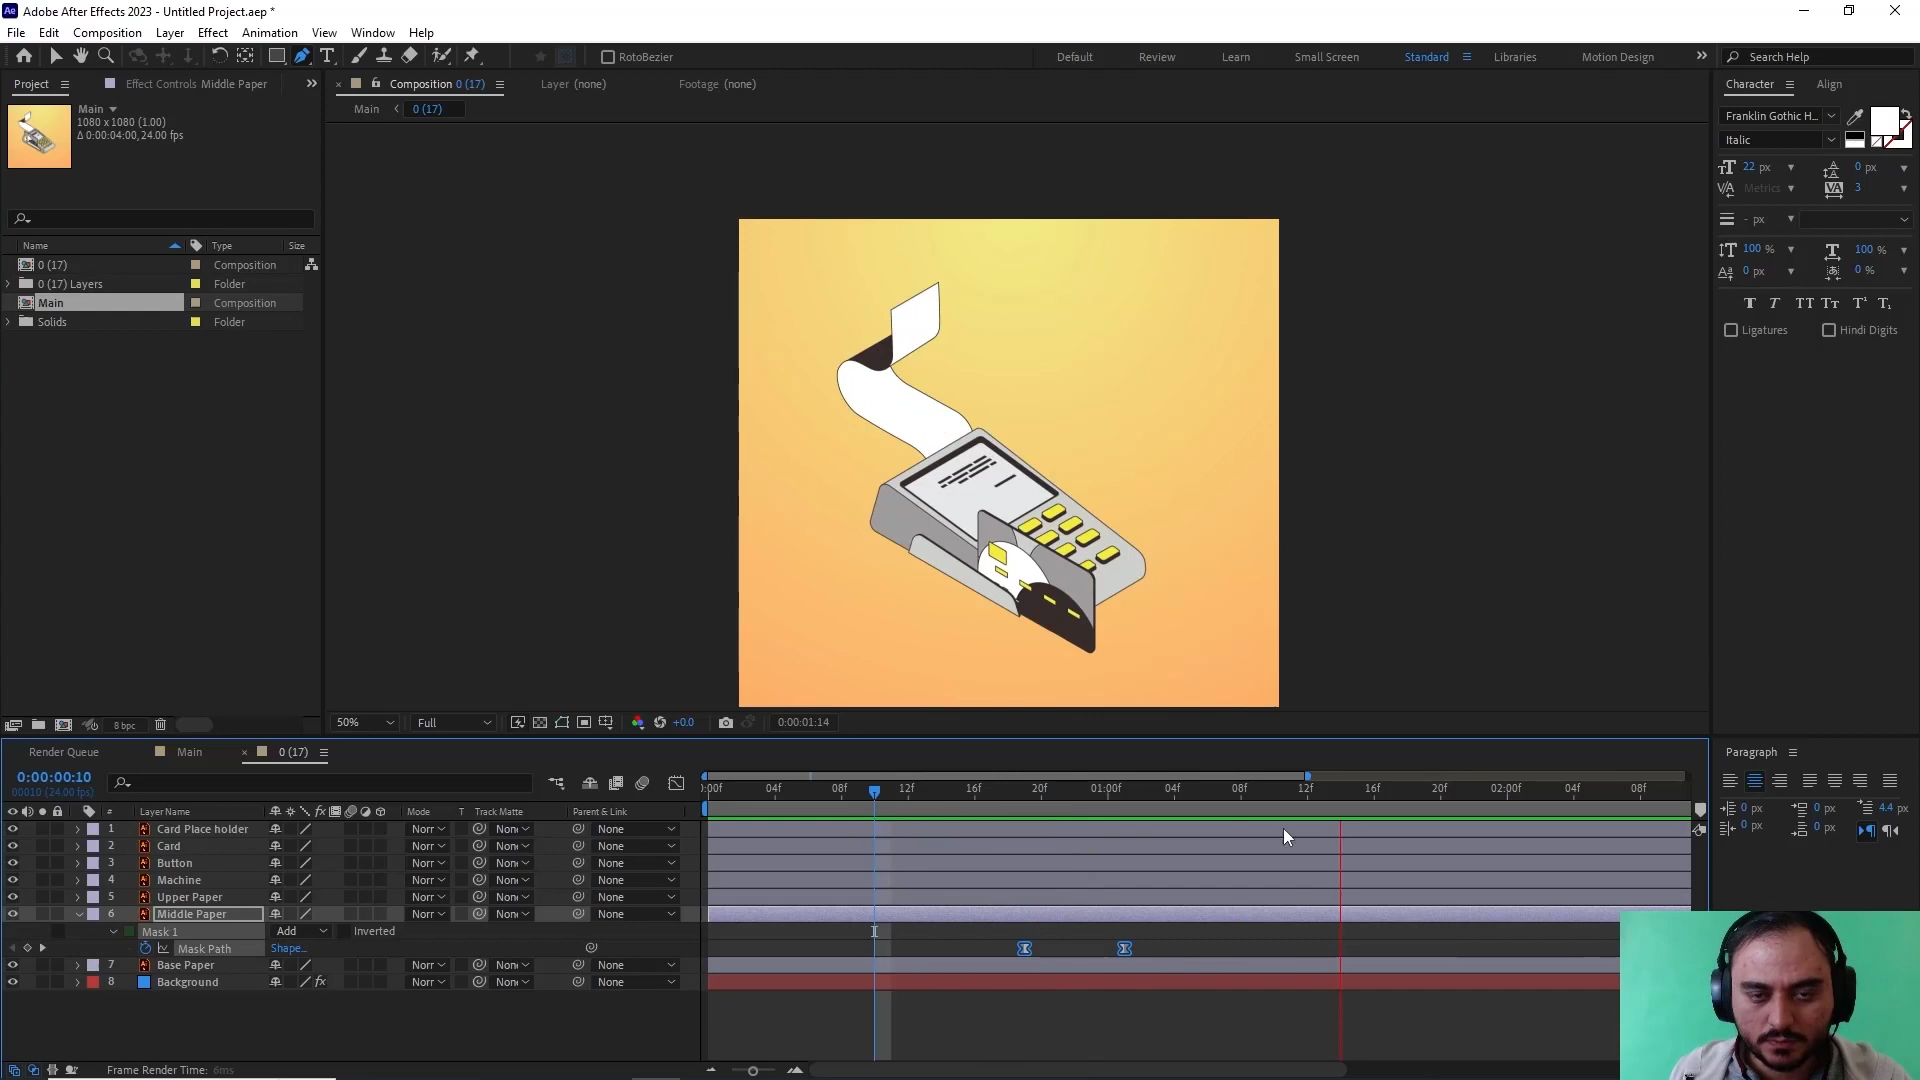 Adobe After Effects 2023 - Untitled Project.aep *
File Edit Composition Layer Effect Animation View Window Help
RotoBezier Default Review Learn Small Screen Standard Libraries Motion Design Search Help
Project Effect Controls Middle Paper Composition 0 (17) Layer (none) Footage (none) Character Align
Main 0 (17)
Main
1080 x 1080 (1.00)
Δ 0:00:04:00, 24.00 fps
Franklin Gothic H...
Italic
22 px 0 px
Metrics 3
- px
100 % 100 %
0 px 0 %
Ligatures Hindi Digits
Name Type Size
0 (17) Composition
0 (17) Layers Folder
Main Composition
Solids Folder
8 bpc
50% Full +0.0 0:00:01:14
Render Queue Main 0 (17)
Paragraph
0:00:00:10
00010 (24.00 fps)
:00f 04f 08f 12f 16f 20f 01:00f 04f 08f 12f 16f 20f 02:00f 04f 08f
0 px 0 px 4.4 px
0 px 0 px
# Layer Name Mode T Track Matte Parent & Link
1 Card Place holder Norr None None
2 Card Norr None None
3 Button Norr None None
4 Machine Norr None None
5 Upper Paper Norr None None
6 Middle Paper Norr None None
Mask 1 Add Inverted
Mask Path Shape...
7 Base Paper Norr None None
8 Background Norr None None
Frame Render Time: 6ms